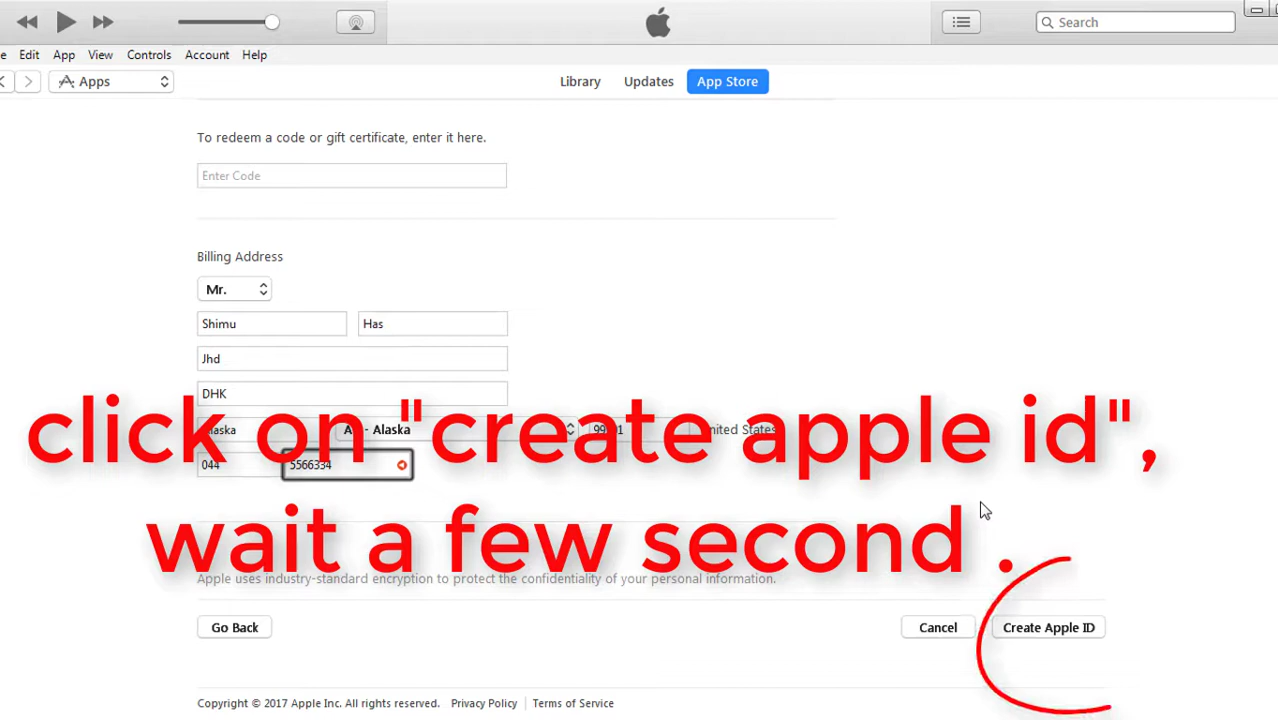 Search
Edit View App Controls Account Help
Apps Library Updates App Store
To redeem a code or gift certificate, enter it here.
Enter Code
Billing Address
Mr.
Shimu Has
Jhd
DHK
Alaska
United States
click on "create apple id",
044 5566334
wait a few second .
Apple uses industry-standard encryption to protect the confidentiality of your personal information.
Go Back Cancel Create Apple ID
Copyright © 2017 Apple Inc. All rights reserved. Privacy Policy Terms of Service